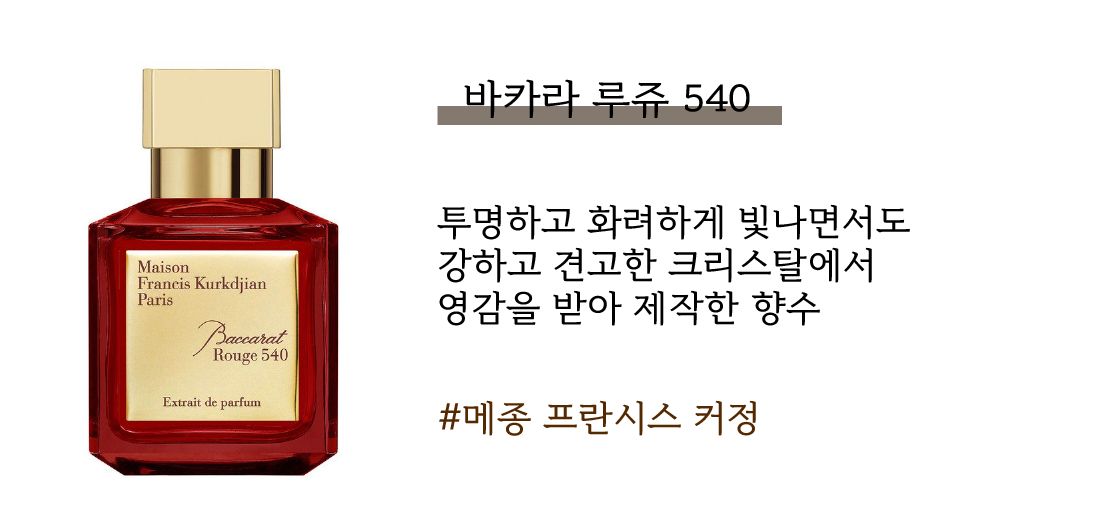 바카라 루쥬 540
투명하고 화려하게 빛나면서도
강하고 견고한 크리스탈에서
영감을 받아 제작한 향수
#메종 프란시스 커정
Maison
Francis Kurkdjian
Paris
Baccarat
Rouge 540
Extrait de parfum